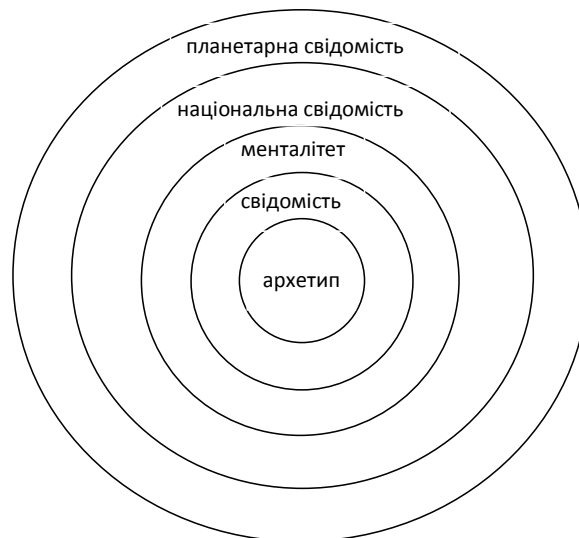 планетарна свідомість
національна свідомість
менталітет
свідомість
архетип